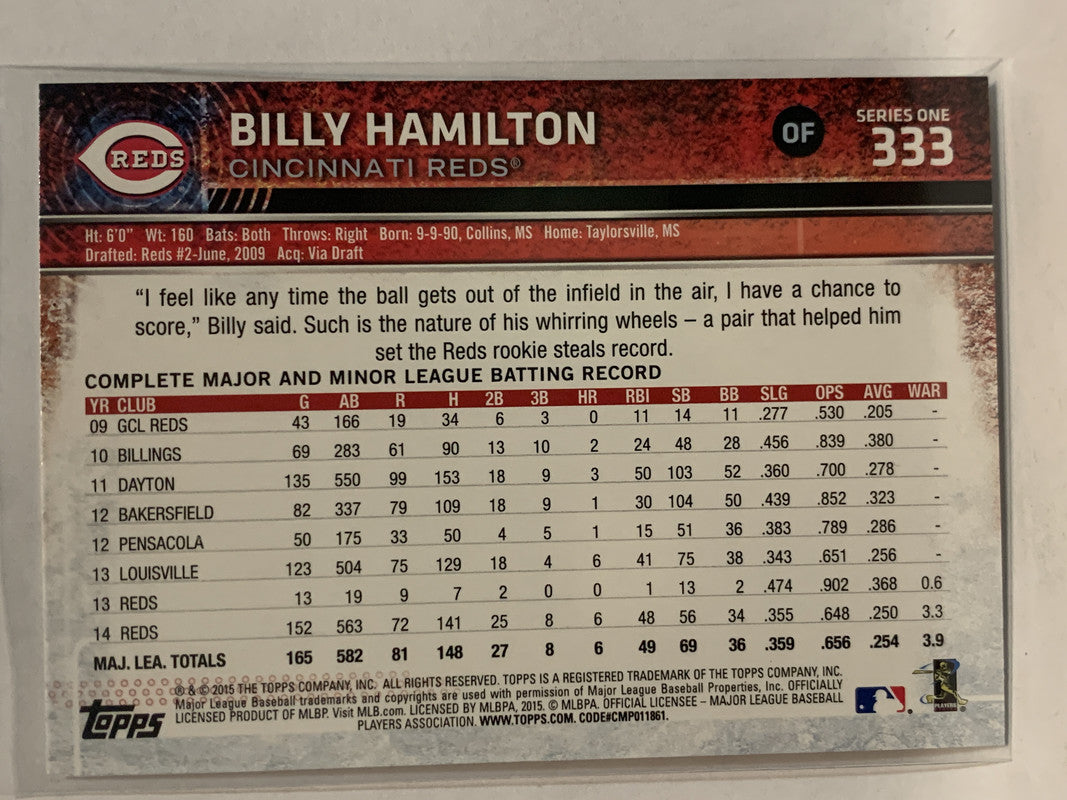 REDS
BILLY HAMILTON
CINCINNATI REDS®
OF
SERIES ONE
333
Ht: 6'0" Wt: 160 Bats: Both Throws: Right Born: 9-9-90, Collins, MS Home: Taylorsville, MS
Drafted: Reds #2-June, 2009 Acq: Via Draft
“I feel like any time the ball gets out of the infield in the air, I have a chance to
score,” Billy said. Such is the nature of his whirring wheels – a pair that helped him
set the Reds rookie steals record.
COMPLETE MAJOR AND MINOR LEAGUE BATTING RECORD
YR CLUB G AB R H 2B 3B HR RBI SB BB SLG OPS AVG WAR
09 GCL REDS 43 166 19 34 6 3 0 11 14 11 .277 .530 .205 -
10 BILLINGS 69 283 61 90 13 10 2 24 48 28 .456 .839 .380 -
11 DAYTON 135 550 99 153 18 9 3 50 103 52 .360 .700 .278 -
12 BAKERSFIELD 82 337 79 109 18 9 1 30 104 50 .439 .852 .323 -
12 PENSACOLA 50 175 33 50 4 5 1 15 51 36 .383 .789 .286 -
13 LOUISVILLE 123 504 75 129 18 4 6 41 75 38 .343 .651 .256 -
13 REDS 13 19 9 7 2 0 0 1 13 2 .474 .902 .368 0.6
14 REDS 152 563 72 141 25 8 6 48 56 34 .355 .648 .250 3.3
MAJ. LEA. TOTALS 165 582 81 148 27 8 6 49 69 36 .359 .656 .254 3.9
® & © 2015 THE TOPPS COMPANY, INC. ALL RIGHTS RESERVED. TOPPS IS A REGISTERED TRADEMARK OF THE TOPPS COMPANY, INC.
Major League Baseball trademarks and copyrights are used with permission of Major League Baseball Properties, Inc. OFFICIALLY
LICENSED PRODUCT OF MLBP. Visit MLB.com. LICENSED BY MLBPA, 2015. © MLBPA. OFFICIAL LICENSEE – MAJOR LEAGUE BASEBALL
PLAYERS ASSOCIATION. WWW.TOPPS.COM. CODE#CMP011861.
TOPPS
PLAYERS